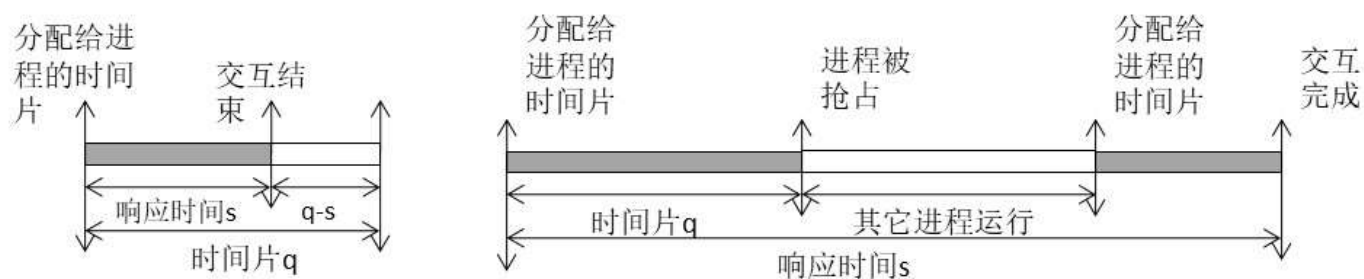 分配给进
程的时间
片
交互结
束
响应时间s
q-s
时间片q
分配给
进程的
时间片
进程被
抢占
分配给
进程的
时间片
交互
完成
时间片q
其它进程运行
响应时间s